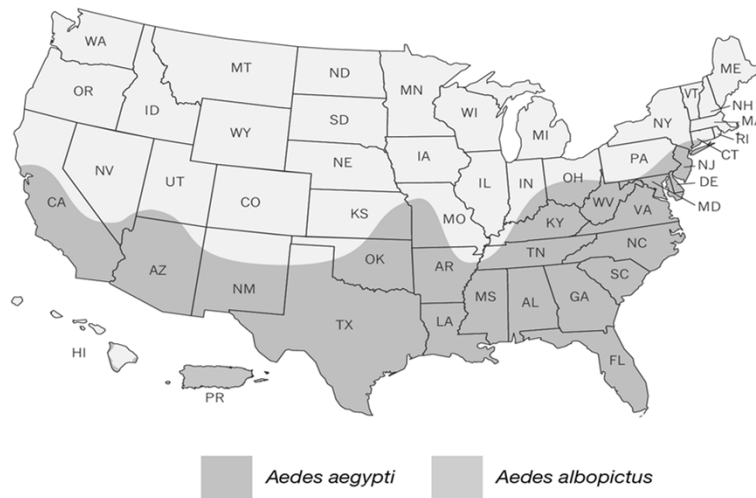 WA
MT
ND
MN
ME
VT
NH
OR
ID
SD
WI
MI
NY
MA
RI
CT
WY
NE
IA
PA
NJ
NV
UT
CO
KS
IL
IN
OH
DE
MD
CA
MO
KY
WV
VA
AZ
NM
OK
AR
TN
NC
SC
TX
LA
MS
AL
GA
FL
HI
PR
Aedes aegypti
Aedes albopictus